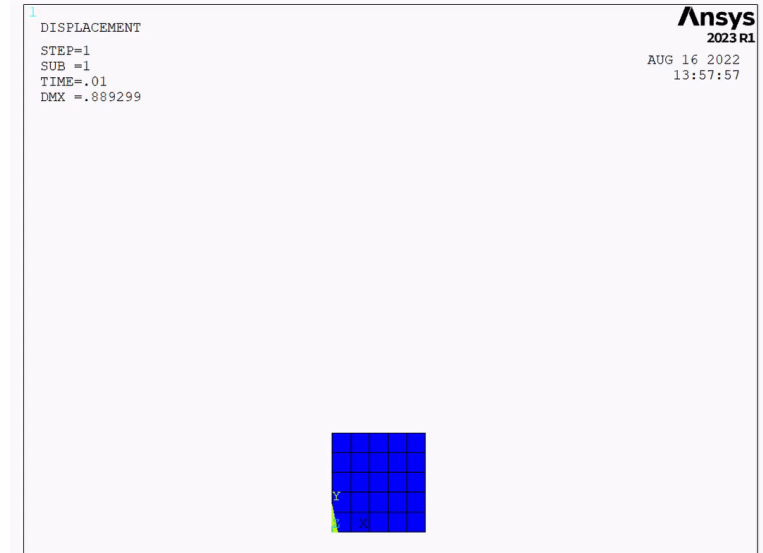 1
DISPLACEMENT
STEP=1
SUB =1
TIME=.01
DMX =.889299
Ansys
2023 R1
AUG 16 2022
13:57:57
Y
Z X